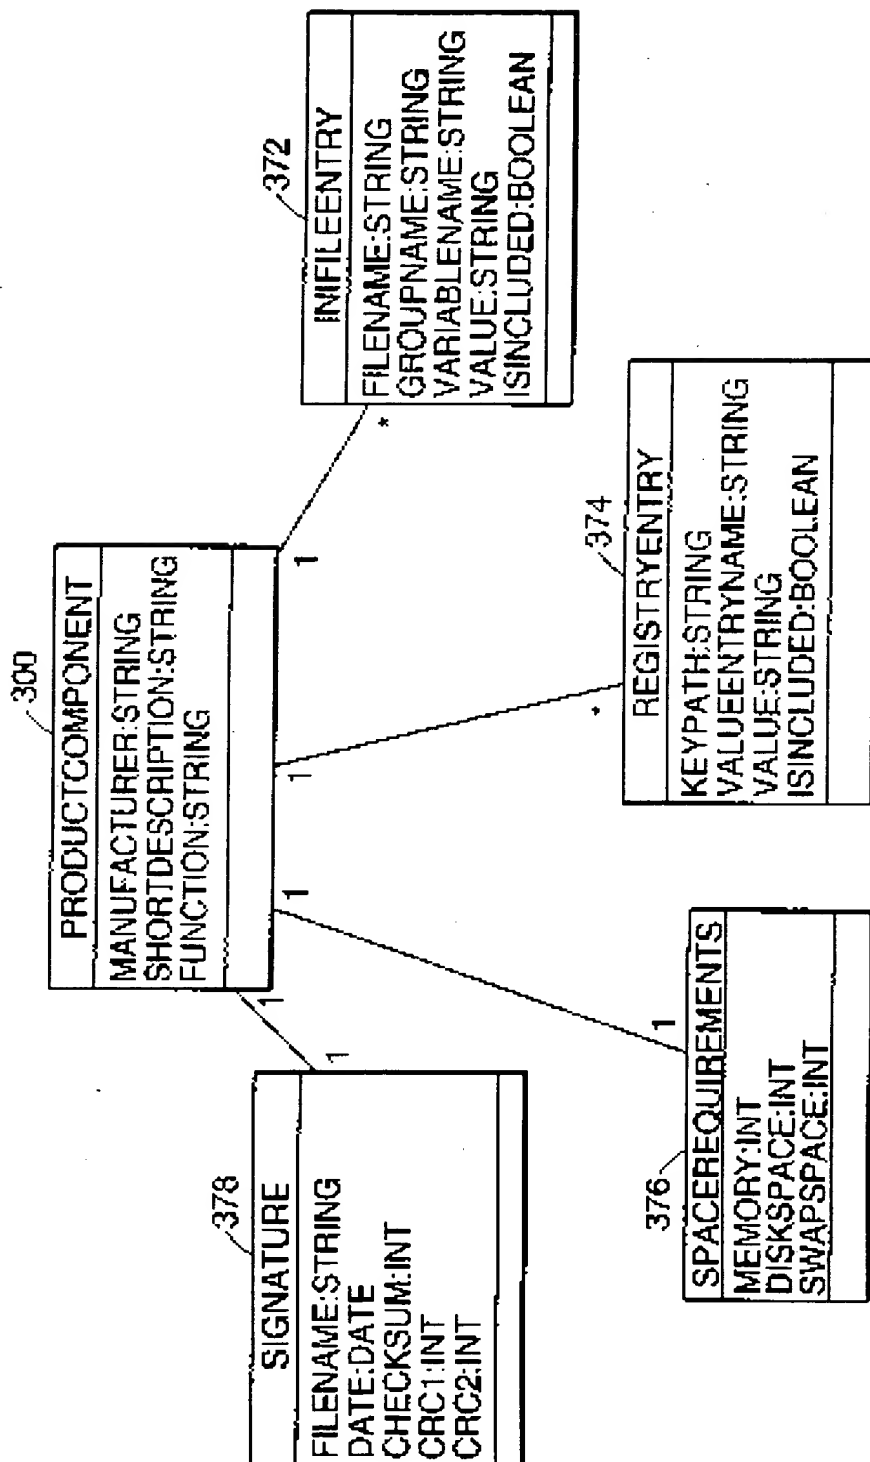 300
PRODUCTCOMPONENT
MANUFACTURER:STRING
SHORTDESCRIPTION:STRING
FUNCTION:STRING
1
1
1
1
378
SIGNATURE
FILENAME:STRING
DATE:DATE
CHECKSUM:INT
CRC1:INT
CRC2:INT
1
376
SPACEREQUIREMENTS
MEMORY:INT
DISKSPACE:INT
SWAPSPACE:INT
1
374
REGISTRYENTRY
KEYPATH:STRING
VALUEENTRYNAME:STRING
VALUE:STRING
ISINCLUDED:BOOLEAN
*
372
INIFILEENTRY
FILENAME:STRING
GROUPNAME:STRING
VARIABLENAME:STRING
VALUE:STRING
ISINCLUDED:BOOLEAN
*